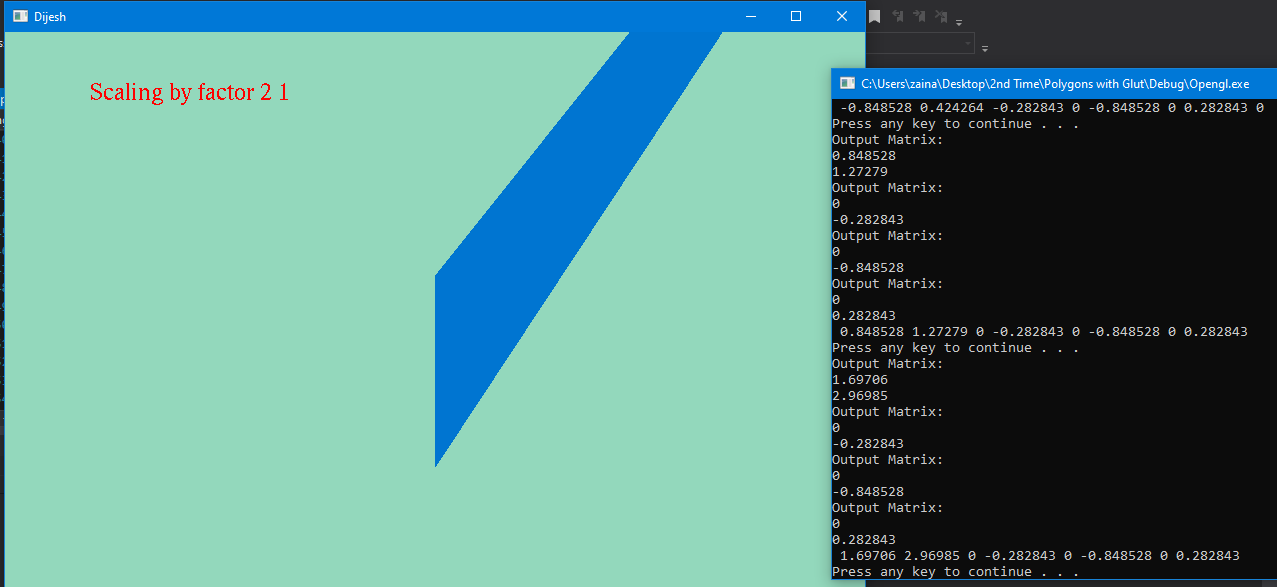 Dijesh
Scaling by factor 2 1
C:\Users\zaina\Desktop\2nd Time\Polygons with Glut\Debug\Opengl.exe
-0.848528 0.424264 -0.282843 0 -0.848528 0 0.282843 0
Press any key to continue . . .
Output Matrix:
0.848528
1.27279
Output Matrix:
0
-0.282843
Output Matrix:
0
-0.848528
Output Matrix:
0
0.282843
0.848528 1.27279 0 -0.282843 0 -0.848528 0 0.282843
Press any key to continue . . .
Output Matrix:
1.69706
2.96985
Output Matrix:
0
-0.282843
Output Matrix:
0
-0.848528
Output Matrix:
0
0.282843
1.69706 2.96985 0 -0.282843 0 -0.848528 0 0.282843
Press any key to continue . . .